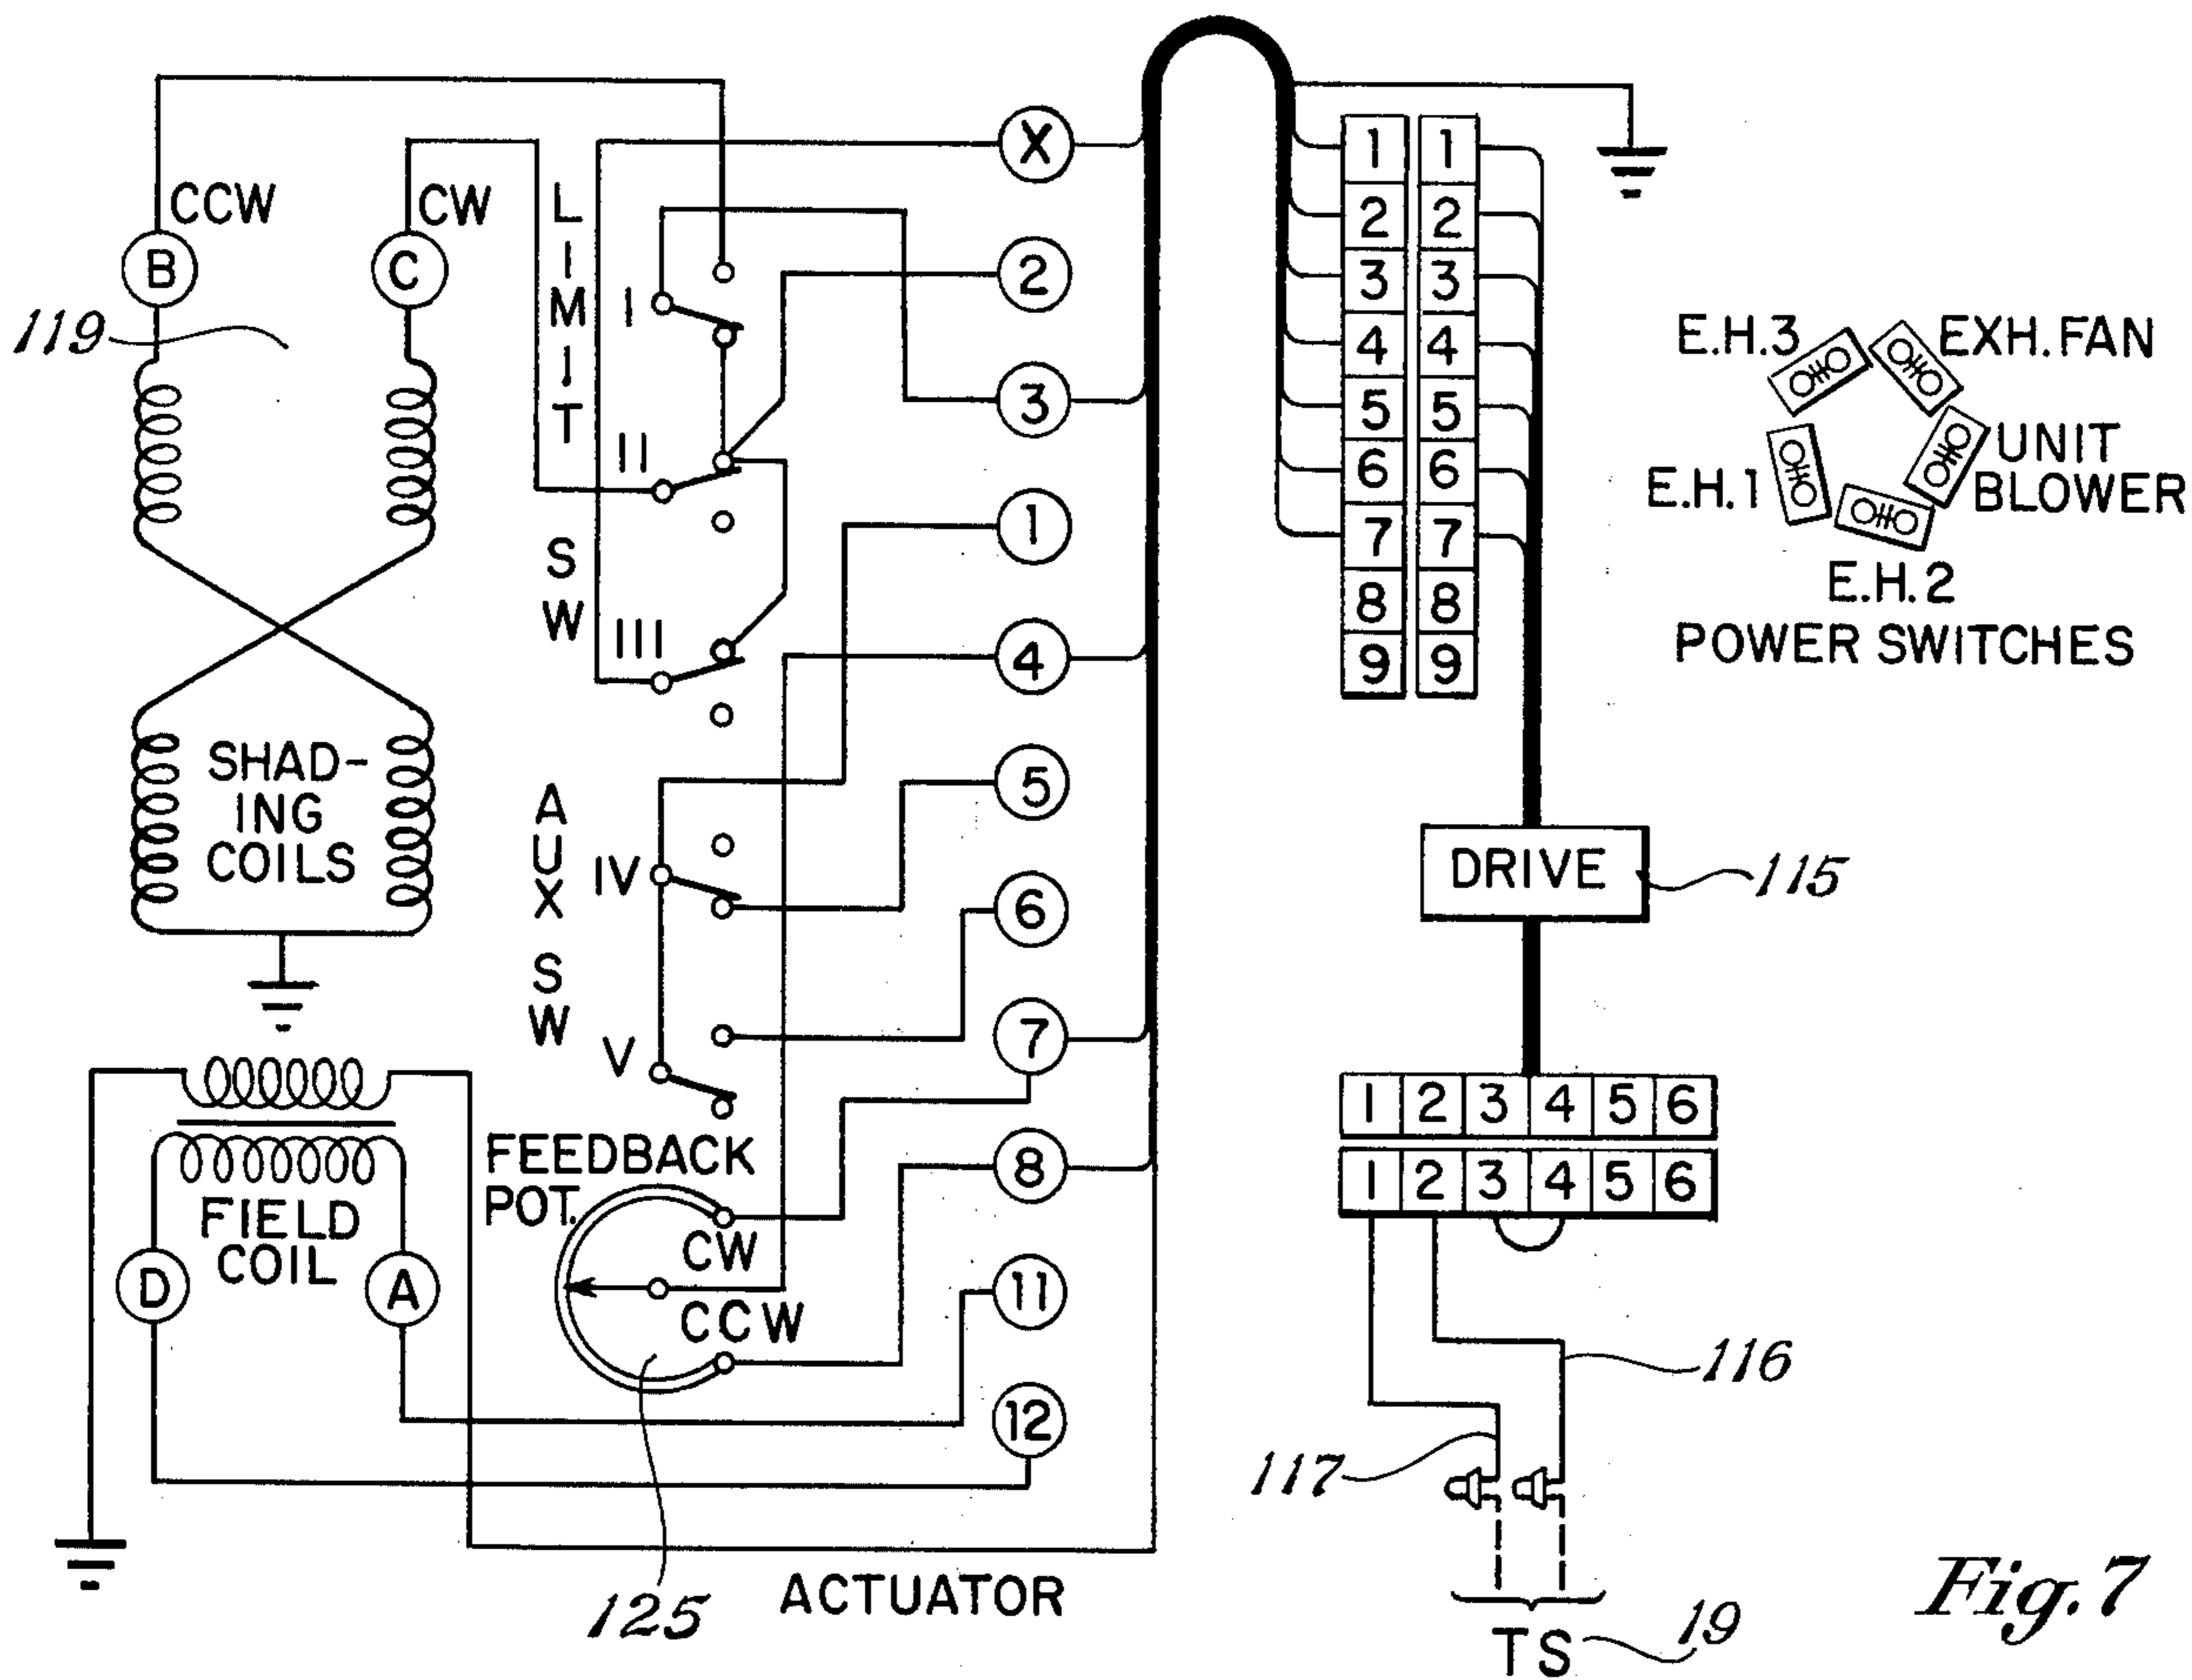 CCW
CW
B
C
119
LIMIT SW
I
II
III
X
2
3
1
4
5
6
7
8
11
12
SHAD-
ING
COILS
AUX SW
IV
V
FEEDBACK
POT.
CW
CCW
FIELD
COIL
D
A
125
ACTUATOR
1 1
2 2
3 3
4 4
5 5
6 6
7 7
8 8
9 9
E.H.3
EXH. FAN
E.H.1
UNIT
BLOWER
E.H.2
POWER SWITCHES
DRIVE
115
1 2 3 4 5 6
1 2 3 4 5 6
116
117
TS
19
Fig. 7